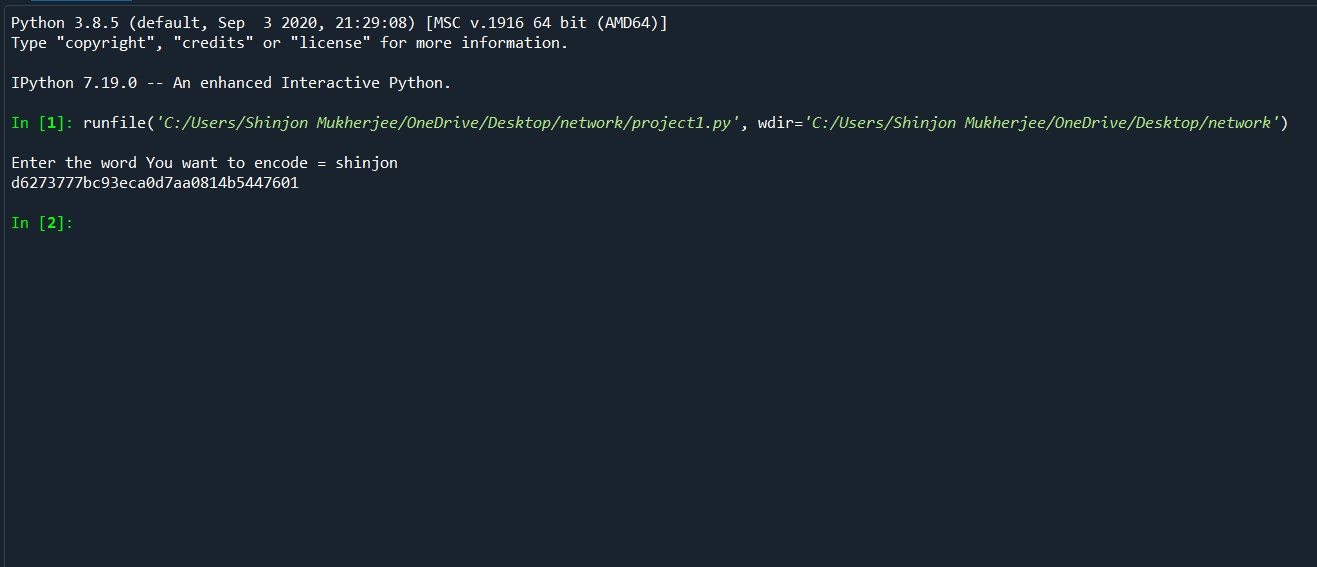 Python 3.8.5 (default, Sep  3 2020, 21:29:08) [MSC v.1916 64 bit (AMD64)]
Type "copyright", "credits" or "license" for more information.
IPython 7.19.0 -- An enhanced Interactive Python.
In [1]: runfile('C:/Users/Shinjon Mukherjee/OneDrive/Desktop/network/project1.py', wdir='C:/Users/Shinjon Mukherjee/OneDrive/Desktop/network')
Enter the word You want to encode = shinjon
d6273777bc93eca0d7aa0814b5447601
In [2]: